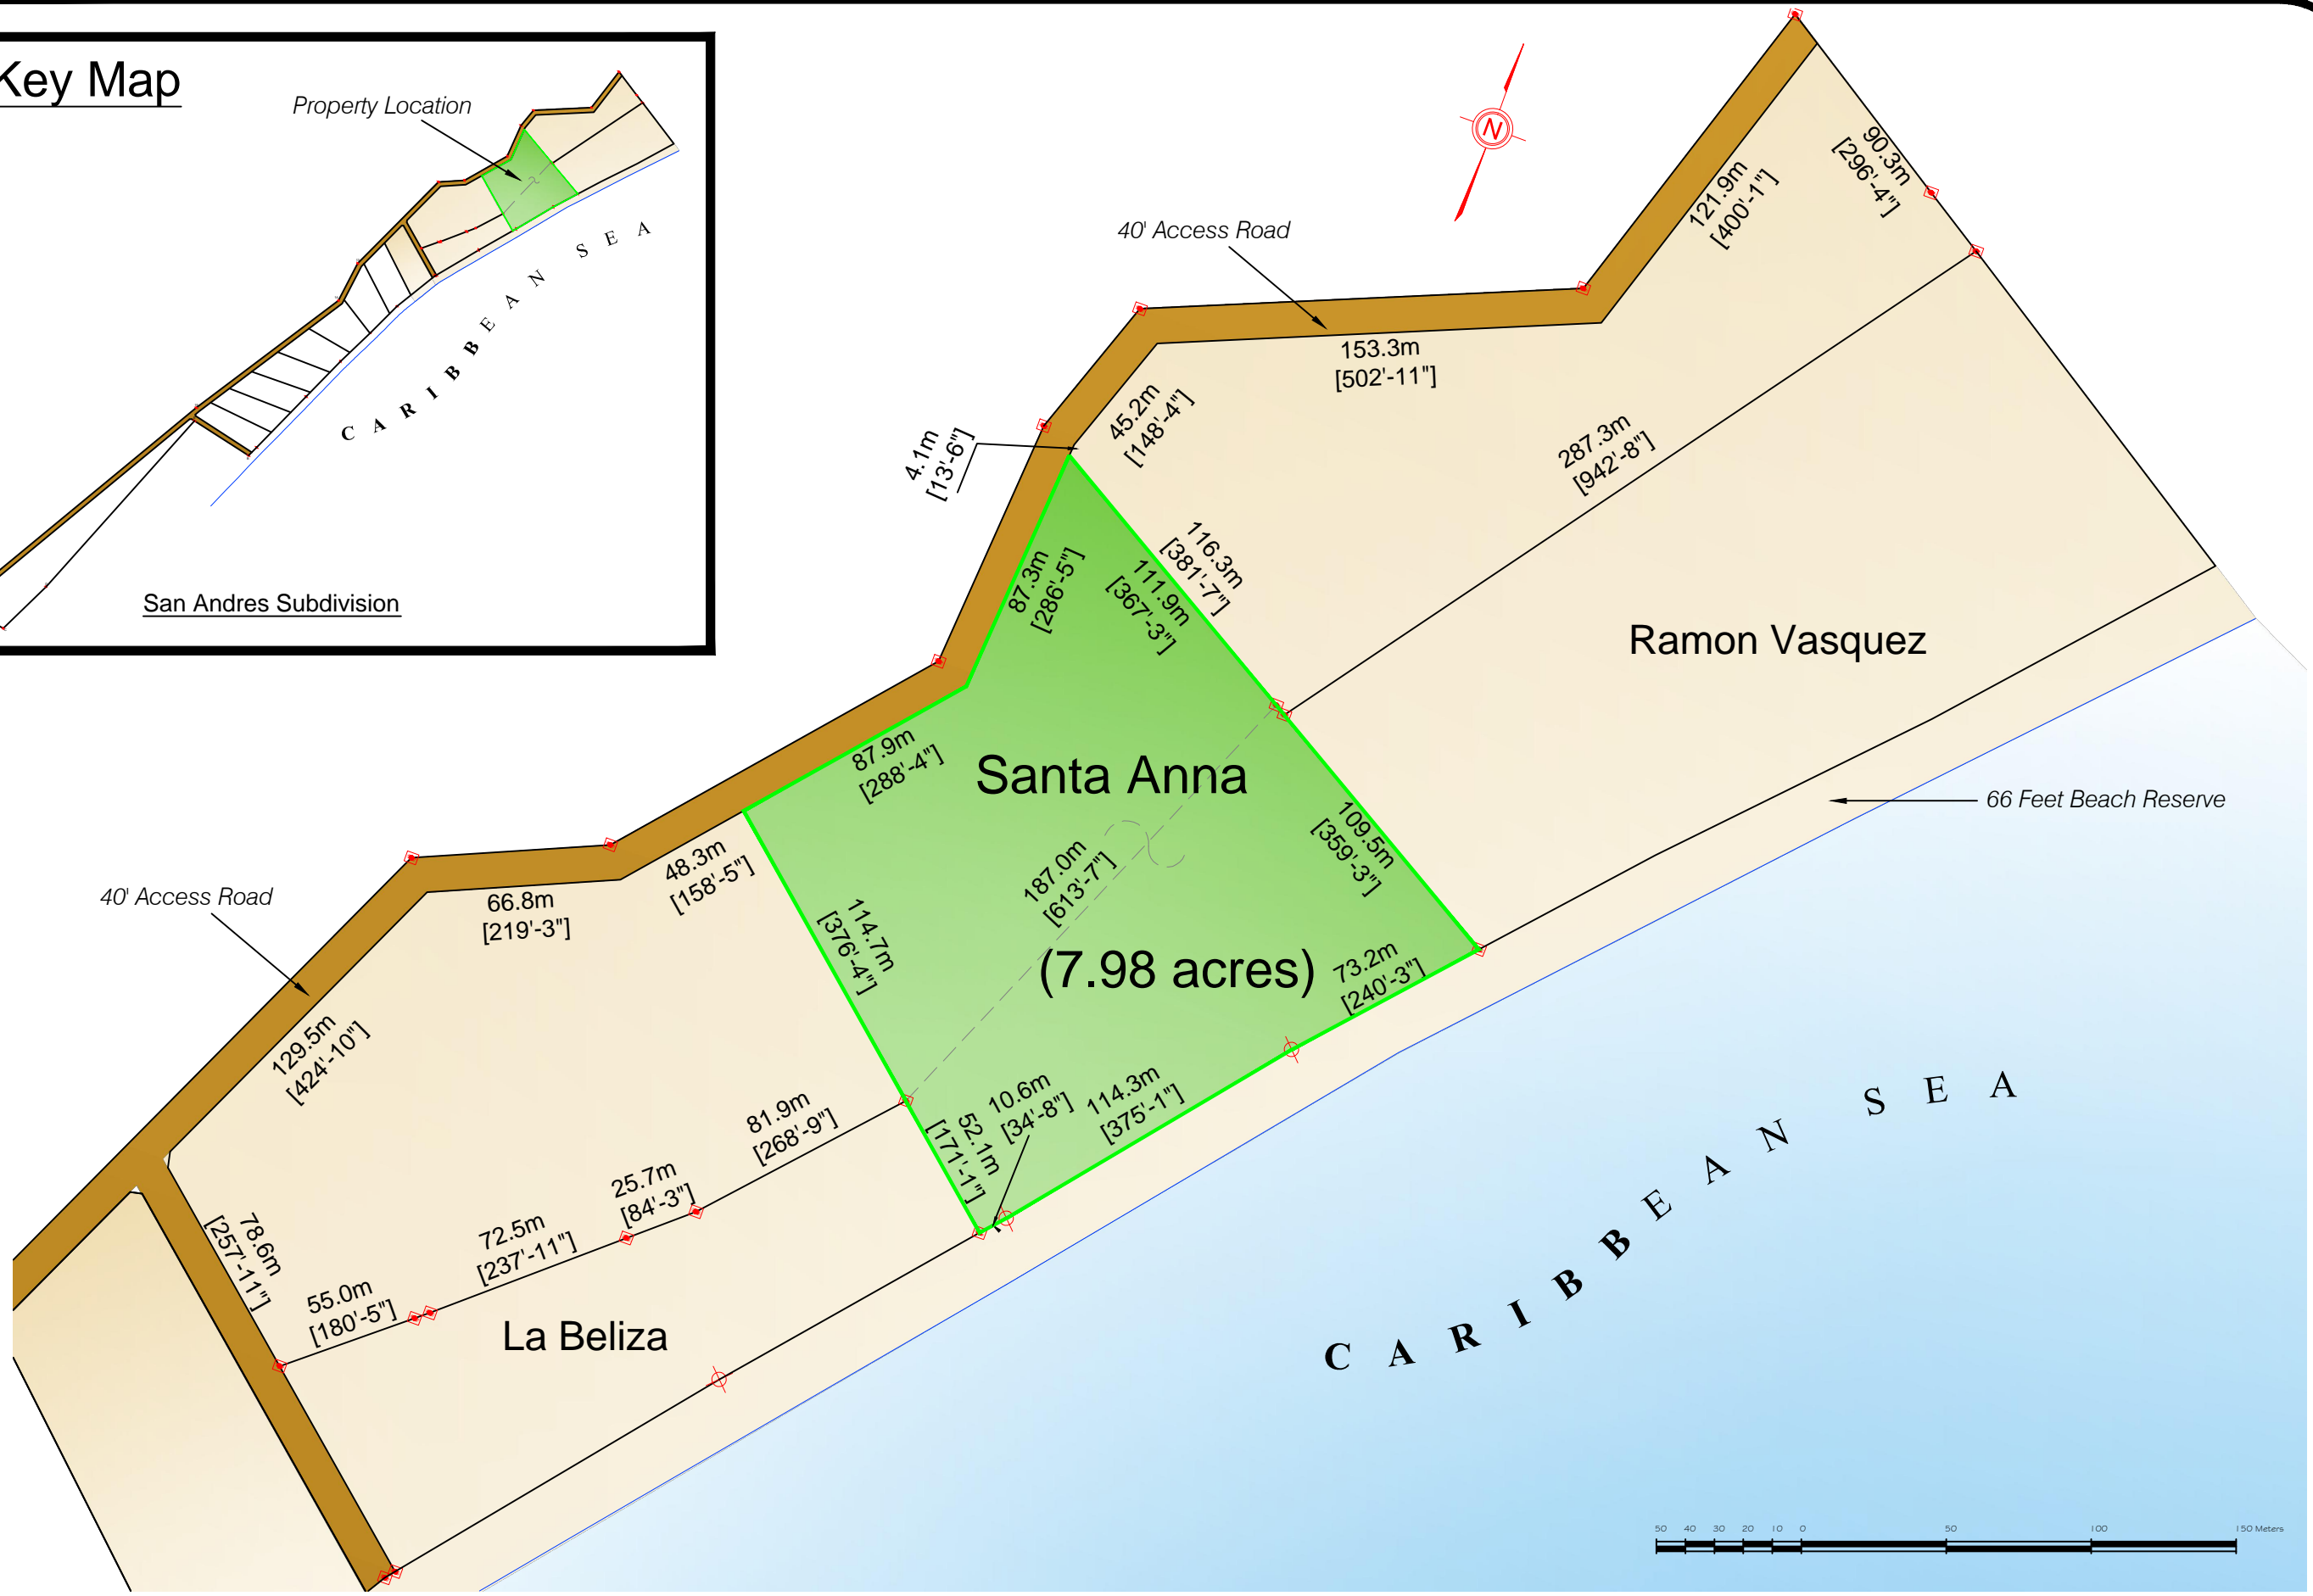 Key Map
Property Location
CARIBBEAN SEA
San Andres Subdivision
N
40' Access Road
121.9m
[400'-1"]
90.3m
[296'-4"]
153.3m
[502'-11"]
45.2m
[148'-4"]
4.1m
[13'-6"]
287.3m
[942'-8"]
116.3m
[381'-7"]
111.9m
[367'-3"]
87.3m
[286'-5"]
Ramon Vasquez
87.9m
[288'-4"]
Santa Anna
66 Feet Beach Reserve
109.5m
[359'-3"]
187.0m
[613'-7"]
48.3m
[158'-5"]
40' Access Road
66.8m
[219'-3"]
114.7m
[376'-4"]
(7.98 acres)
73.2m
[240'-3"]
129.5m
[424'-10"]
10.6m
[34'-8"]
114.3m
[375'-1"]
52.1m
[171'-1"]
81.9m
[268'-9"]
25.7m
[84'-3"]
72.5m
[237'-11"]
78.6m
[257'-11"]
55.0m
[180'-5"]
La Beliza
CARIBBEAN SEA
50 40 30 20 10 0 50 100 150 Meters